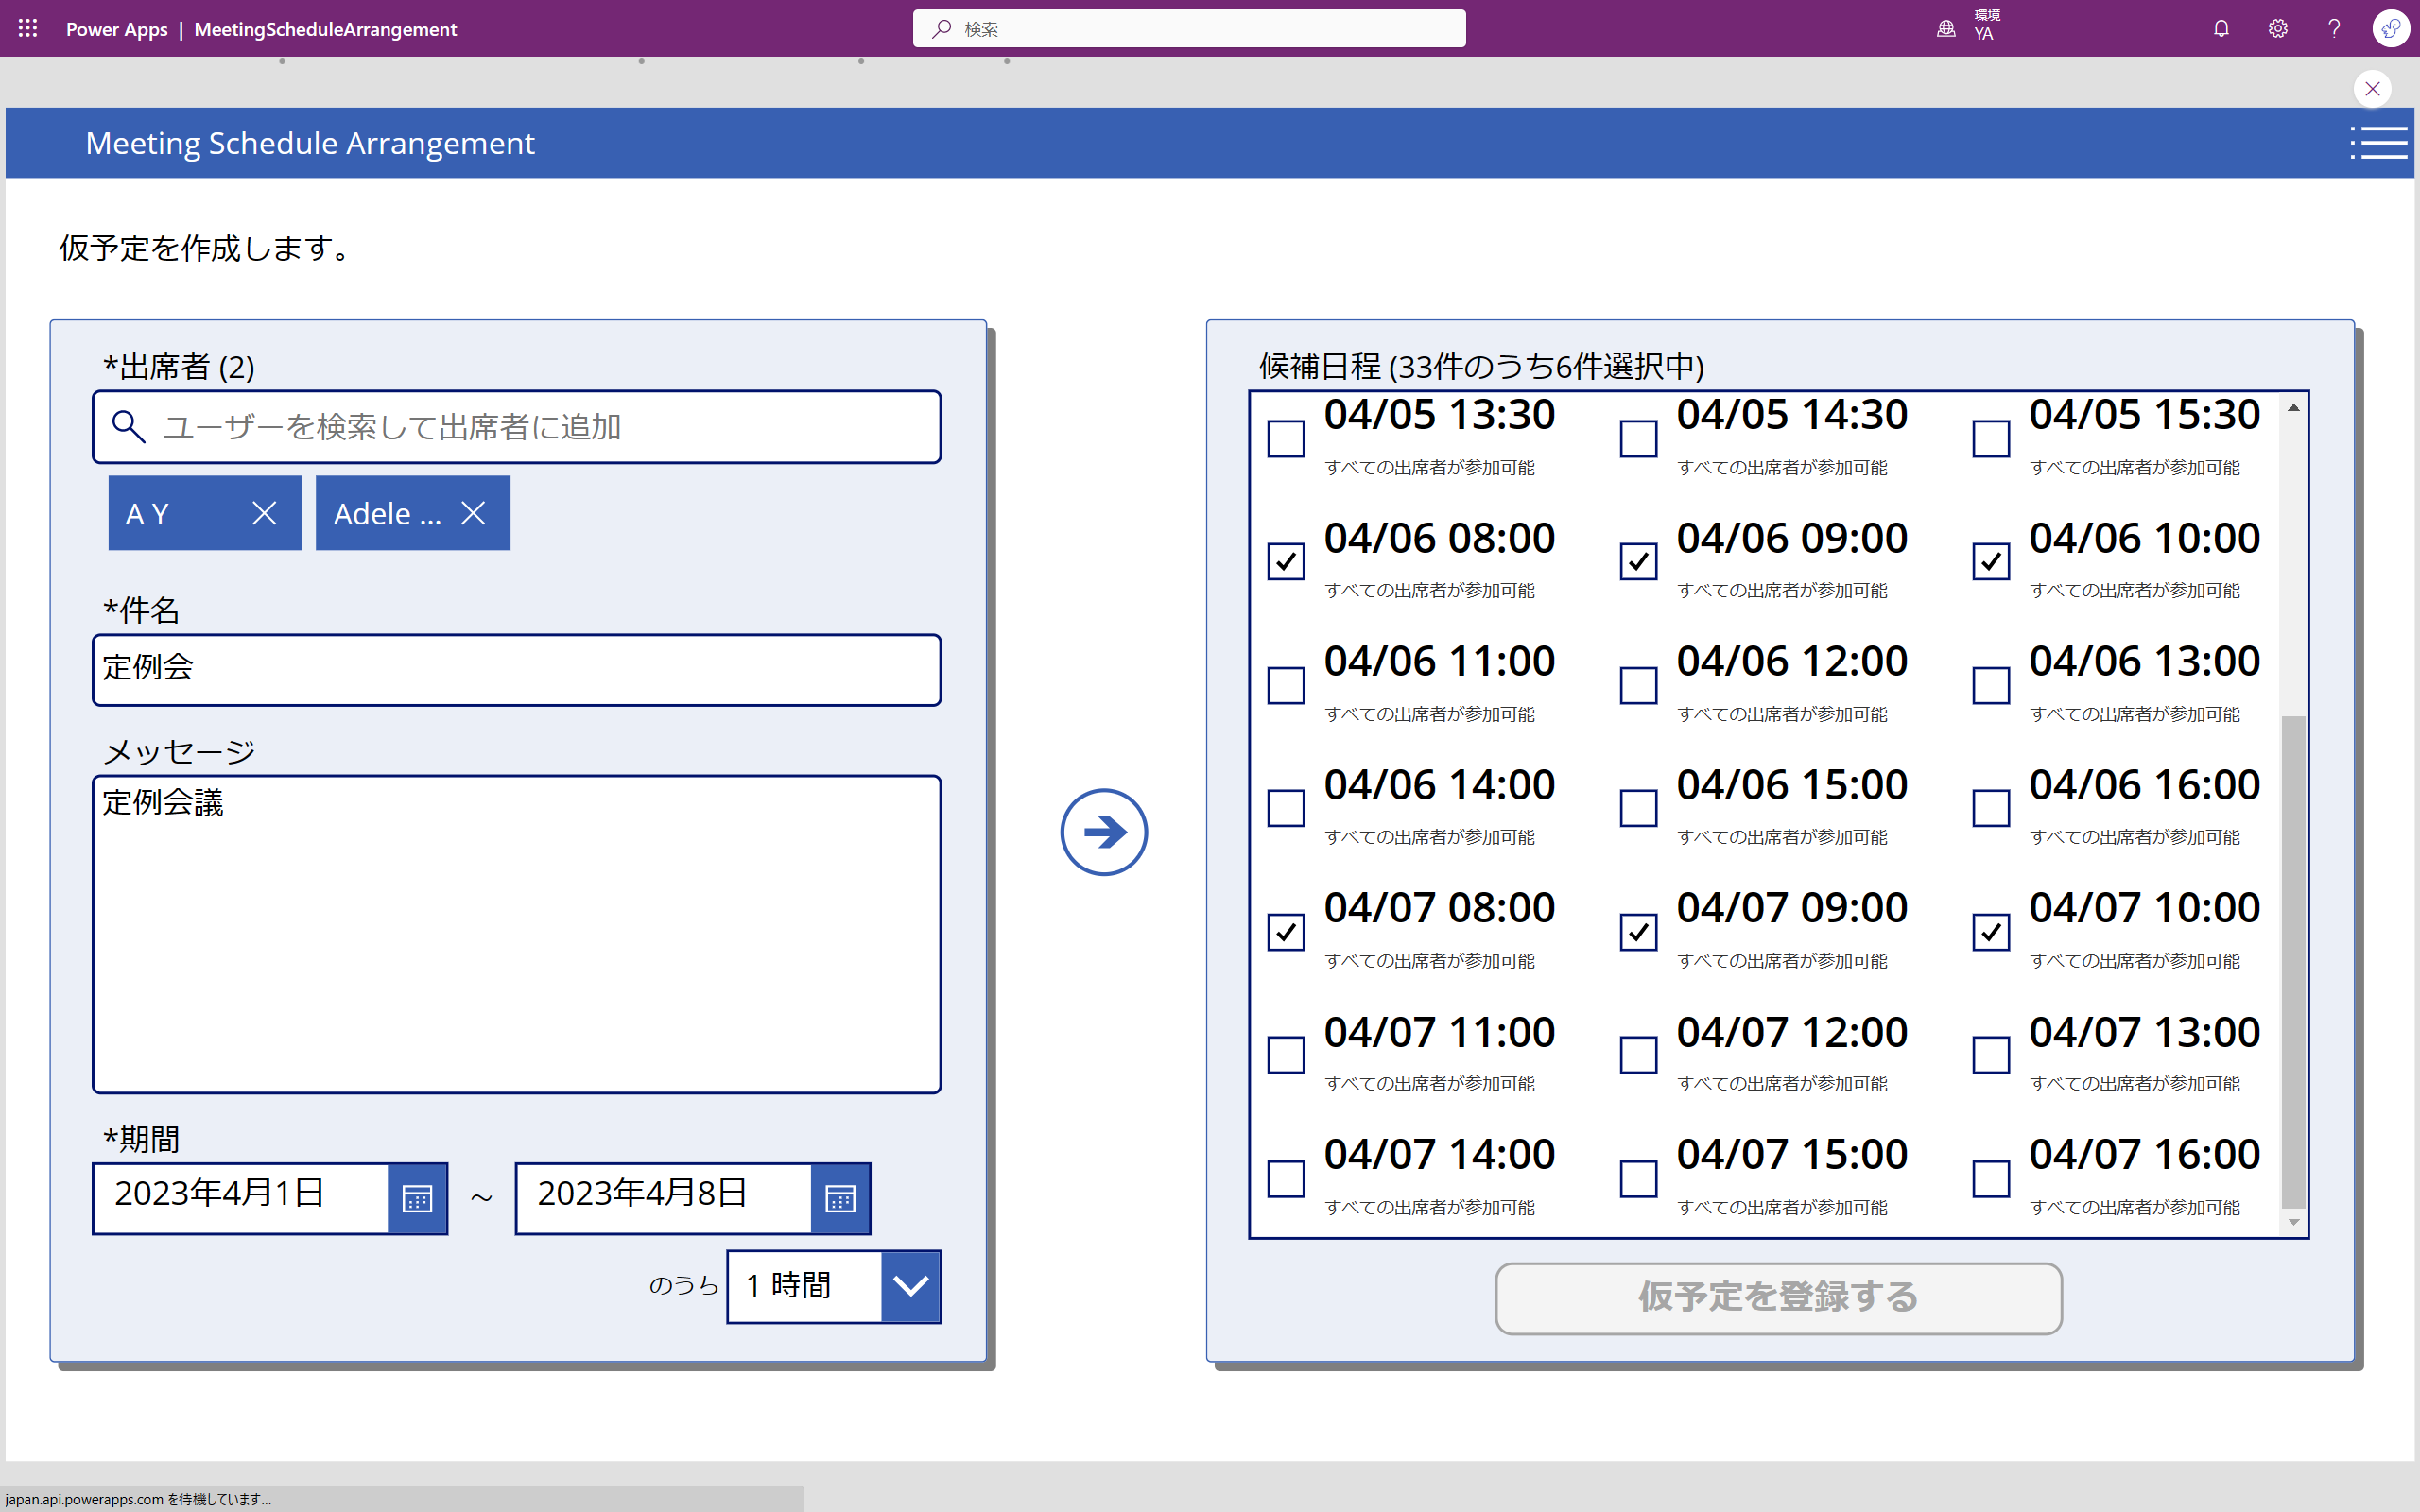 Power Apps | MeetingScheduleArrangement
検索
環境
YA
Meeting Schedule Arrangement
仮予定を作成します。
*出席者 (2)
ユーザーを検索して出席者に追加
A Y
Adele ...
*件名
定例会
メッセージ
定例会議
*期間
2023年4月1日 ～ 2023年4月8日
のうち 1 時間
候補日程 (33件のうち6件選択中)
04/05 13:30 04/05 14:30 04/05 15:30
すべての出席者が参加可能 すべての出席者が参加可能 すべての出席者が参加可能
04/06 08:00 04/06 09:00 04/06 10:00
すべての出席者が参加可能 すべての出席者が参加可能 すべての出席者が参加可能
04/06 11:00 04/06 12:00 04/06 13:00
すべての出席者が参加可能 すべての出席者が参加可能 すべての出席者が参加可能
04/06 14:00 04/06 15:00 04/06 16:00
すべての出席者が参加可能 すべての出席者が参加可能 すべての出席者が参加可能
04/07 08:00 04/07 09:00 04/07 10:00
すべての出席者が参加可能 すべての出席者が参加可能 すべての出席者が参加可能
04/07 11:00 04/07 12:00 04/07 13:00
すべての出席者が参加可能 すべての出席者が参加可能 すべての出席者が参加可能
04/07 14:00 04/07 15:00 04/07 16:00
すべての出席者が参加可能 すべての出席者が参加可能 すべての出席者が参加可能
仮予定を登録する
japan.api.powerapps.com を待機しています...